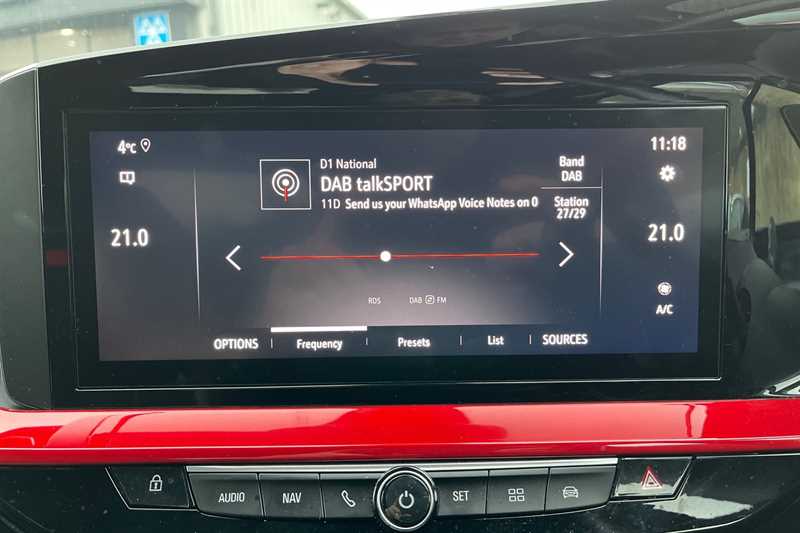 4°C
11:18
D1 National
DAB talkSPORT
11D Send us your WhatsApp Voice Notes on 0
Band
DAB
Station
27/29
21.0
21.0
RDS
DAB FM
A/C
OPTIONS
Frequency
Presets
List
SOURCES
AUDIO
NAV
SET